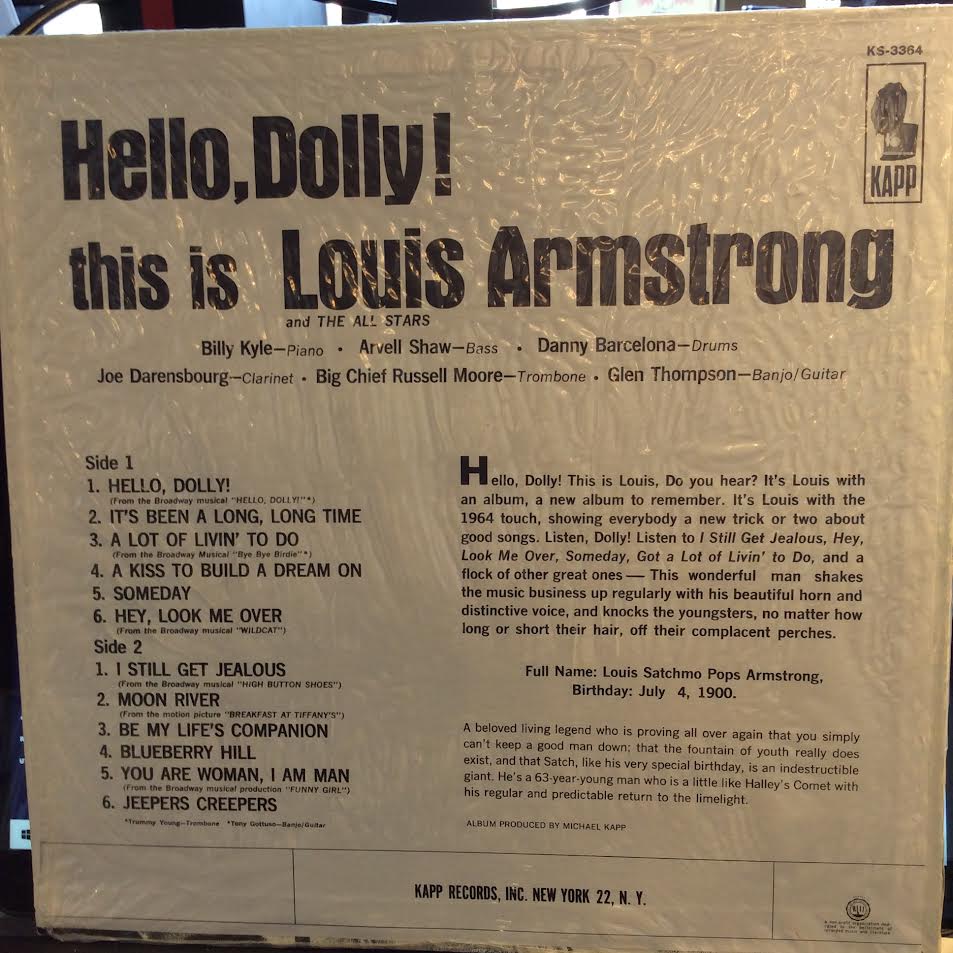 KS-3364
KAPP
Hello, Dolly!
this is Louis Armstrong
and THE ALL STARS
Billy Kyle—Piano • Arvell Shaw—Bass • Danny Barcelona—Drums
Joe Darensbourg—Clarinet • Big Chief Russell Moore—Trombone • Glen Thompson—Banjo/Guitar
Side 1
1. HELLO, DOLLY!
(From the Broadway musical "HELLO, DOLLY!"*)
2. IT'S BEEN A LONG, LONG TIME
3. A LOT OF LIVIN' TO DO
(From the Broadway Musical "Bye Bye Birdie"*)
4. A KISS TO BUILD A DREAM ON
5. SOMEDAY
6. HEY, LOOK ME OVER
(From the Broadway musical "WILDCAT")
Side 2
1. I STILL GET JEALOUS
(From the Broadway musical "HIGH BUTTON SHOES")
2. MOON RIVER
(From the motion picture "BREAKFAST AT TIFFANY'S")
3. BE MY LIFE'S COMPANION
4. BLUEBERRY HILL
5. YOU ARE WOMAN, I AM MAN
(From the Broadway musical production "FUNNY GIRL")
6. JEEPERS CREEPERS
*Trummy Young—Trombone *Tony Gottuso—Banjo/Guitar
Hello, Dolly! This is Louis, Do you hear? It's Louis with
an album, a new album to remember. It's Louis with the
1964 touch, showing everybody a new trick or two about
good songs. Listen, Dolly! Listen to I Still Get Jealous, Hey,
Look Me Over, Someday, Got a Lot of Livin' to Do, and a
flock of other great ones — This wonderful man shakes
the music business up regularly with his beautiful horn and
distinctive voice, and knocks the youngsters, no matter how
long or short their hair, off their complacent perches.
Full Name: Louis Satchmo Pops Armstrong,
Birthday: July 4, 1900.
A beloved living legend who is proving all over again that you simply
can't keep a good man down; that the fountain of youth really does
exist, and that Satch, like his very special birthday, is an indestructible
giant. He's a 63-year-young man who is a little like Halley's Comet with
his regular and predictable return to the limelight.
ALBUM PRODUCED BY MICHAEL KAPP
KAPP RECORDS, INC. NEW YORK 22, N. Y.